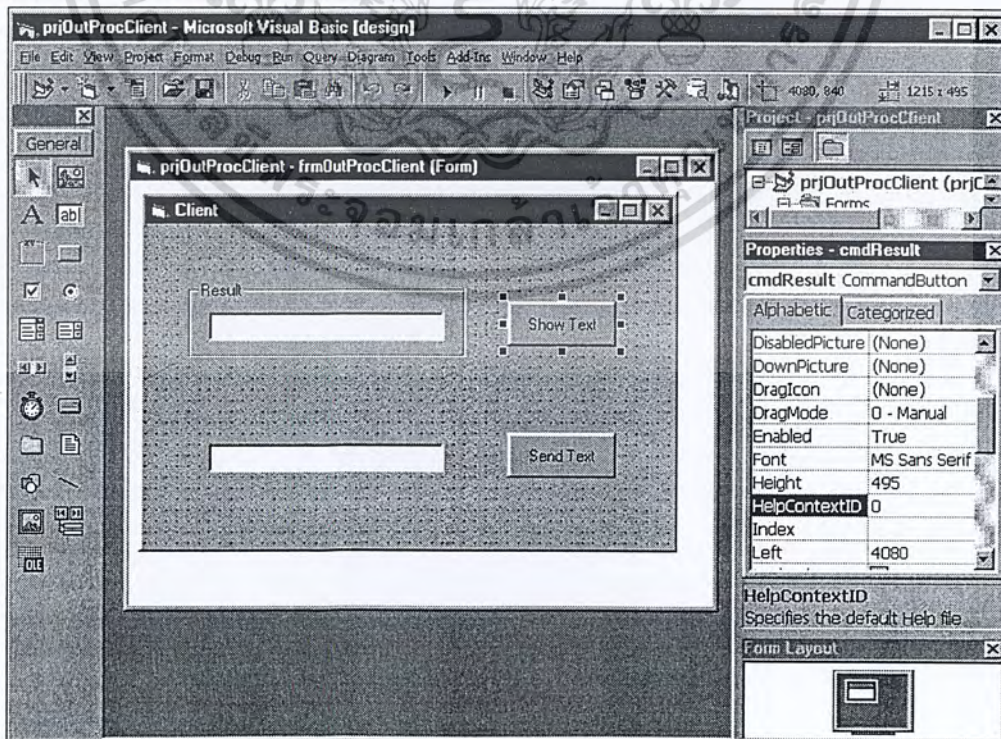 prjOutProcClient - Microsoft Visual Basic [design]
File Edit View Project Format Debug Run Query Diagram Tools Add-Ins Window Help
4080, 840
1215 x 495
General
prjOutProcClient - frmOutProcClient (Form)
Client
Result
Show Text
Send Text
Project - prjOutProcClient
prjOutProcClient (prjC
Forms
Properties - cmdResult
cmdResult CommandButton
Alphabetic Categorized
DisabledPicture (None)
DownPicture (None)
DragIcon (None)
DragMode 0 - Manual
Enabled True
Font MS Sans Serif
Height 495
HelpContextID 0
Index
Left 4080
HelpContextID
Specifies the default Help file
Form Layout
A
ab
OLE